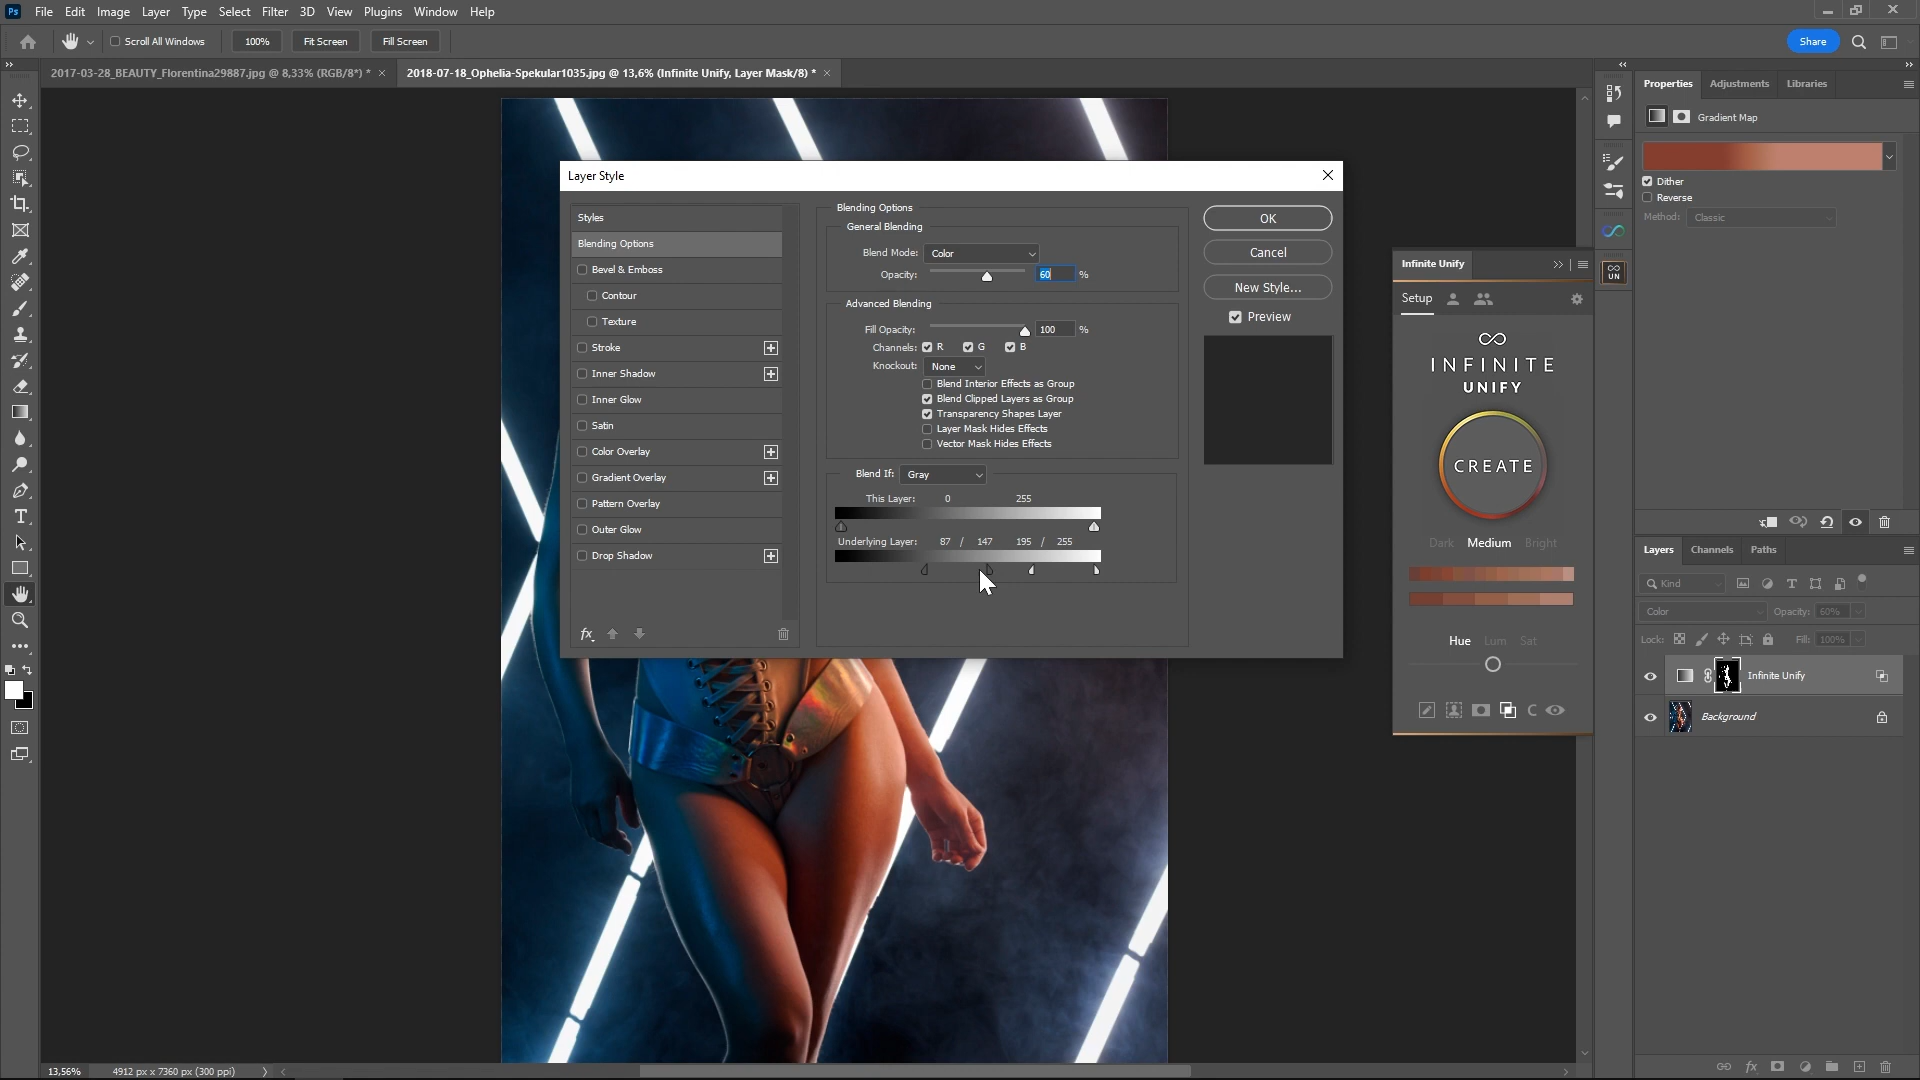 Ps File Edit Image Layer Type Select Filter 3D View Plugins Window Help
Scroll All Windows 100% Fit Screen Fill Screen Share
2017-03-28_BEAUTY_Florentina29887.jpg @ 8,33% (RGB/8*) * × 2018-07-18_Ophelia-Spekular1035.jpg @ 13,6% (Infinite Unify, Layer Mask/8) * ×
Layer Style
Styles
Blending Options
Bevel & Emboss
Contour
Texture
Stroke
Inner Shadow
Inner Glow
Satin
Color Overlay
Gradient Overlay
Pattern Overlay
Outer Glow
Drop Shadow
fx
Blending Options
General Blending
Blend Mode: Color
Opacity: 60 %
Advanced Blending
Fill Opacity: 100 %
Channels: R G B
Knockout: None
Blend Interior Effects as Group
Blend Clipped Layers as Group
Transparency Shapes Layer
Layer Mask Hides Effects
Vector Mask Hides Effects
Blend If: Gray
This Layer: 0 255
Underlying Layer: 87 / 147 195 / 255
OK
Cancel
New Style...
Preview
Infinite Unify
Setup
INFINITE
UNIFY
CREATE
Dark Medium Bright
Hue Lum Sat
C
UN
Properties Adjustments Libraries
Gradient Map
Dither
Reverse
Method: Classic
Layers Channels Paths
Kind
Color Opacity: 60%
Lock: Fill: 100%
Infinite Unify
Background
fx
13,56% 4912 px x 7360 px (300 ppi)